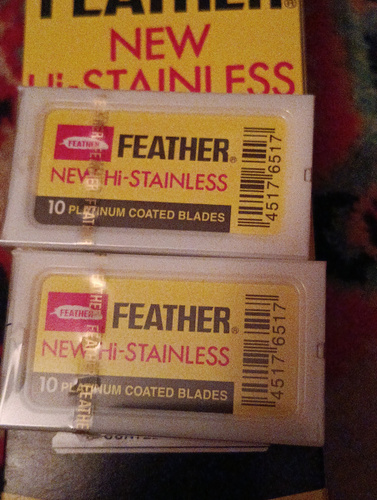 FEATHER®
NEW
Hi-STAINLESS
FEATHER
FEATHER®
NEW Hi-STAINLESS
10 PLATINUM COATED BLADES
4517 6517
FEATHER
FEATHER®
NEW Hi-STAINLESS
10 PLATINUM COATED BLADES
4517 6517